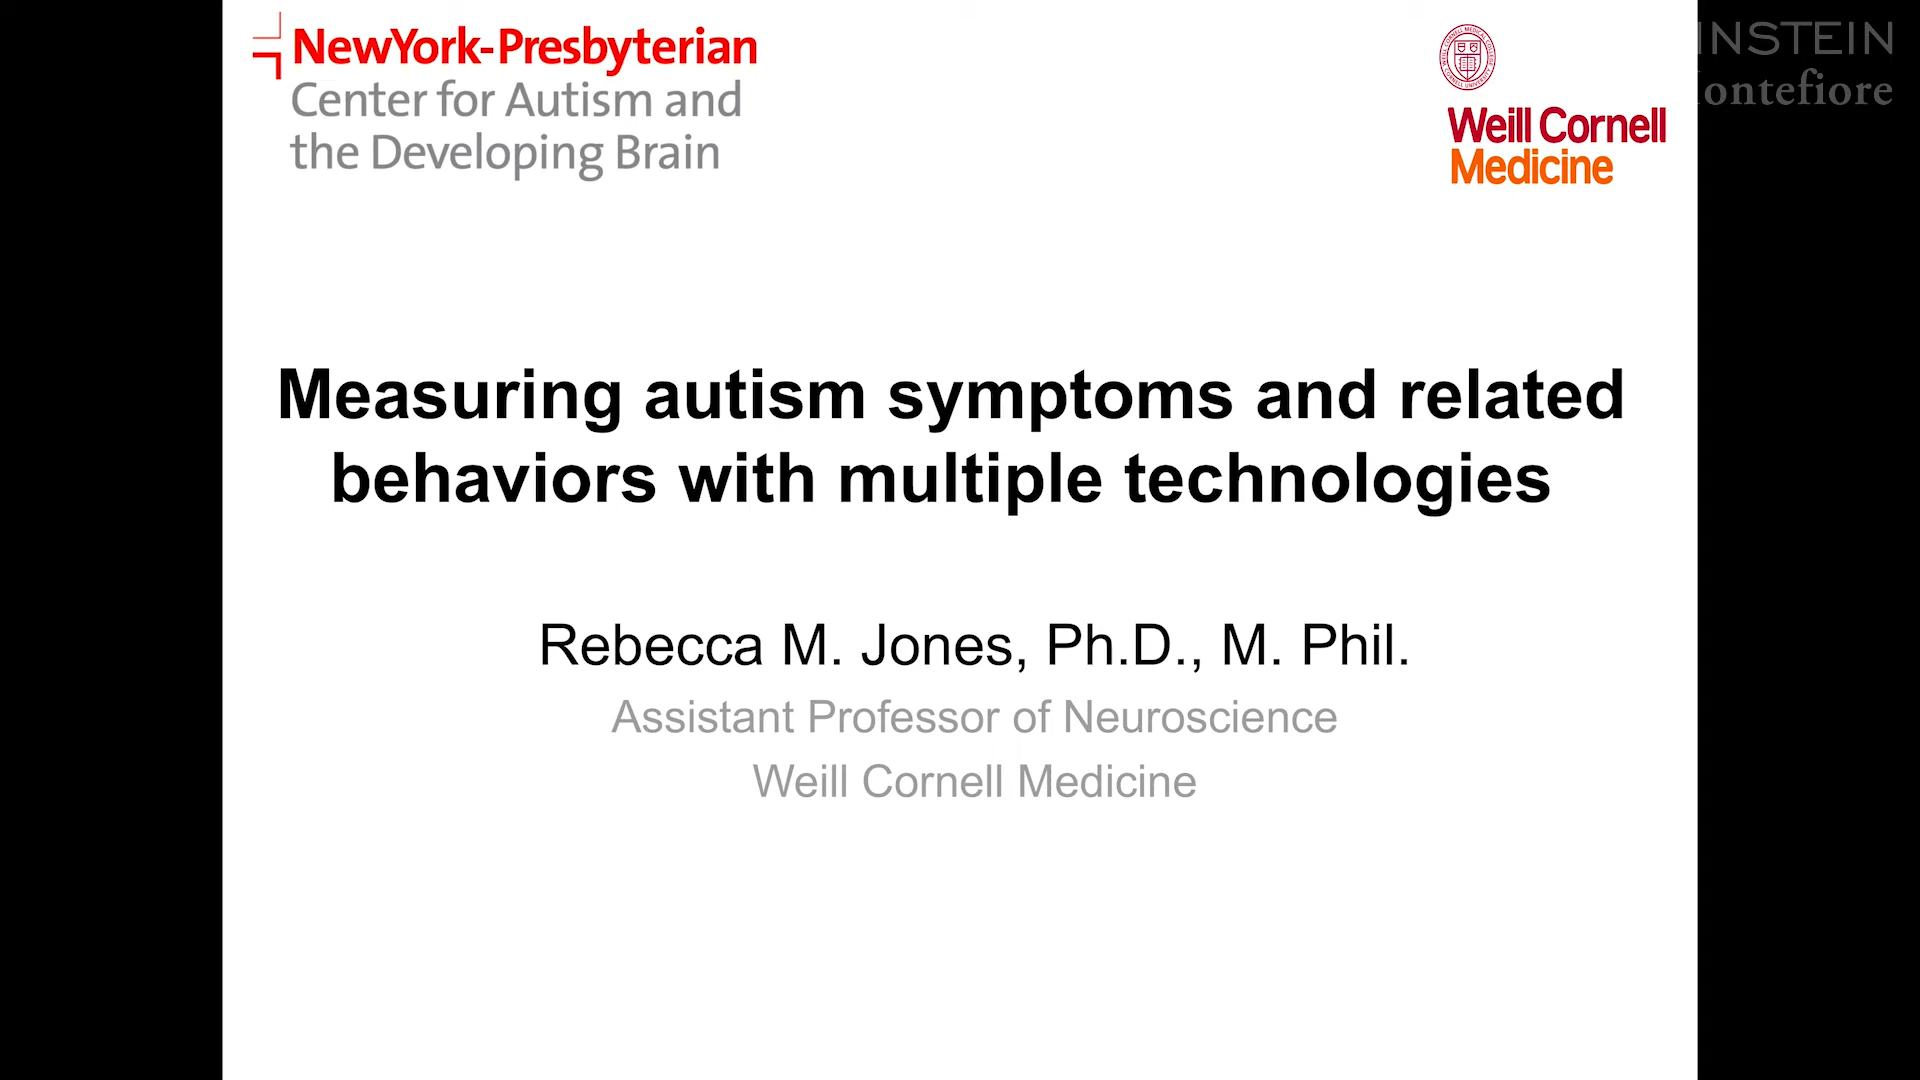 NewYork-Presbyterian
Center for Autism and
the Developing Brain
Weill Cornell
Medicine
INSTEIN
ontefiore
Measuring autism symptoms and related
behaviors with multiple technologies
Rebecca M. Jones, Ph.D., M. Phil.
Assistant Professor of Neuroscience
Weill Cornell Medicine